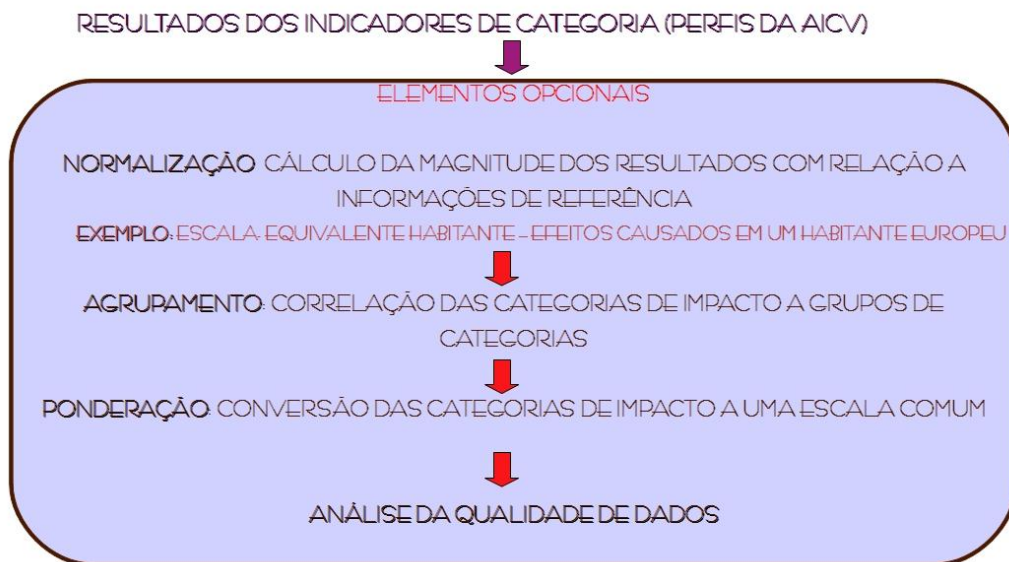 RESULTADOS DOS INDICADORES DE CATEGORIA (PERFIS DA AICV)
ELEMENTOS OPCIONAIS
NORMALIZAÇÃO: CÁLCULO DA MAGNITUDE DOS RESULTADOS COM RELAÇÃO A
INFORMAÇÕES DE REFERÊNCIA
EXEMPLO: ESCALA: EQUIVALENTE HABITANTE – EFEITOS CAUSADOS EM UM HABITANTE EUROPEU
AGRUPAMENTO: CORRELAÇÃO DAS CATEGORIAS DE IMPACTO A GRUPOS DE
CATEGORIAS
PONDERAÇÃO: CONVERSÃO DAS CATEGORIAS DE IMPACTO A UMA ESCALA COMUM
ANÁLISE DA QUALIDADE DE DADOS